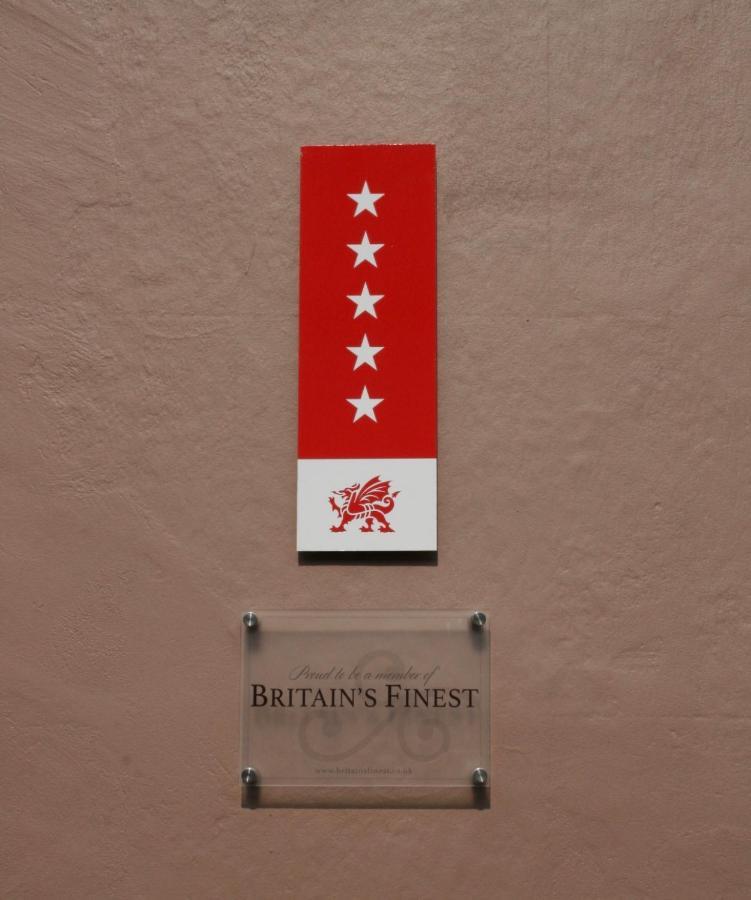 Proud to be a member of
BRITAIN'S FINEST
www.britainsfinest.co.uk